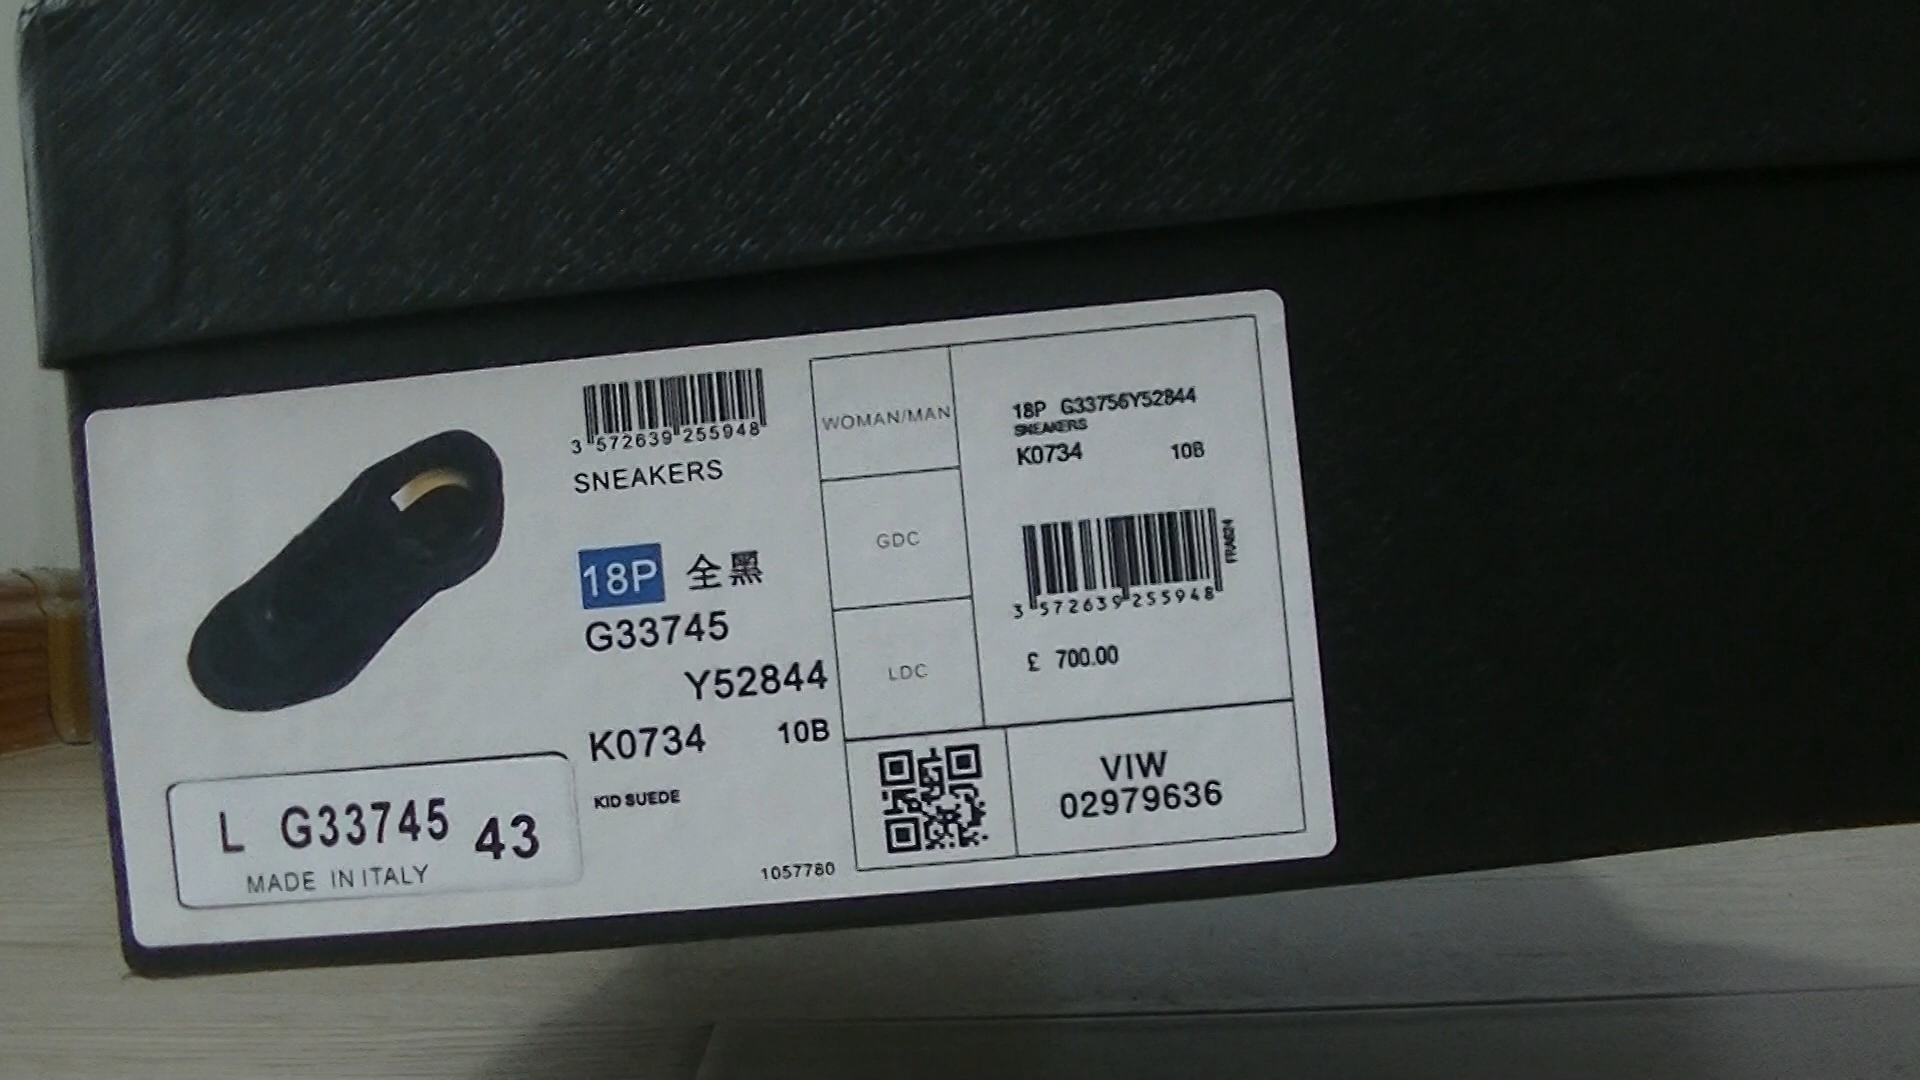 3 572639 255948
SNEAKERS
18P 全黑
G33745
Y52844
K0734 10B
KID SUEDE
1057780
L G33745 43
MADE IN ITALY
WOMAN/MAN
GDC
LDC
18P G33756Y52844
SNEAKERS
K0734 10B
FRA624
3 572639 255948
£ 700.00
VIW
02979636